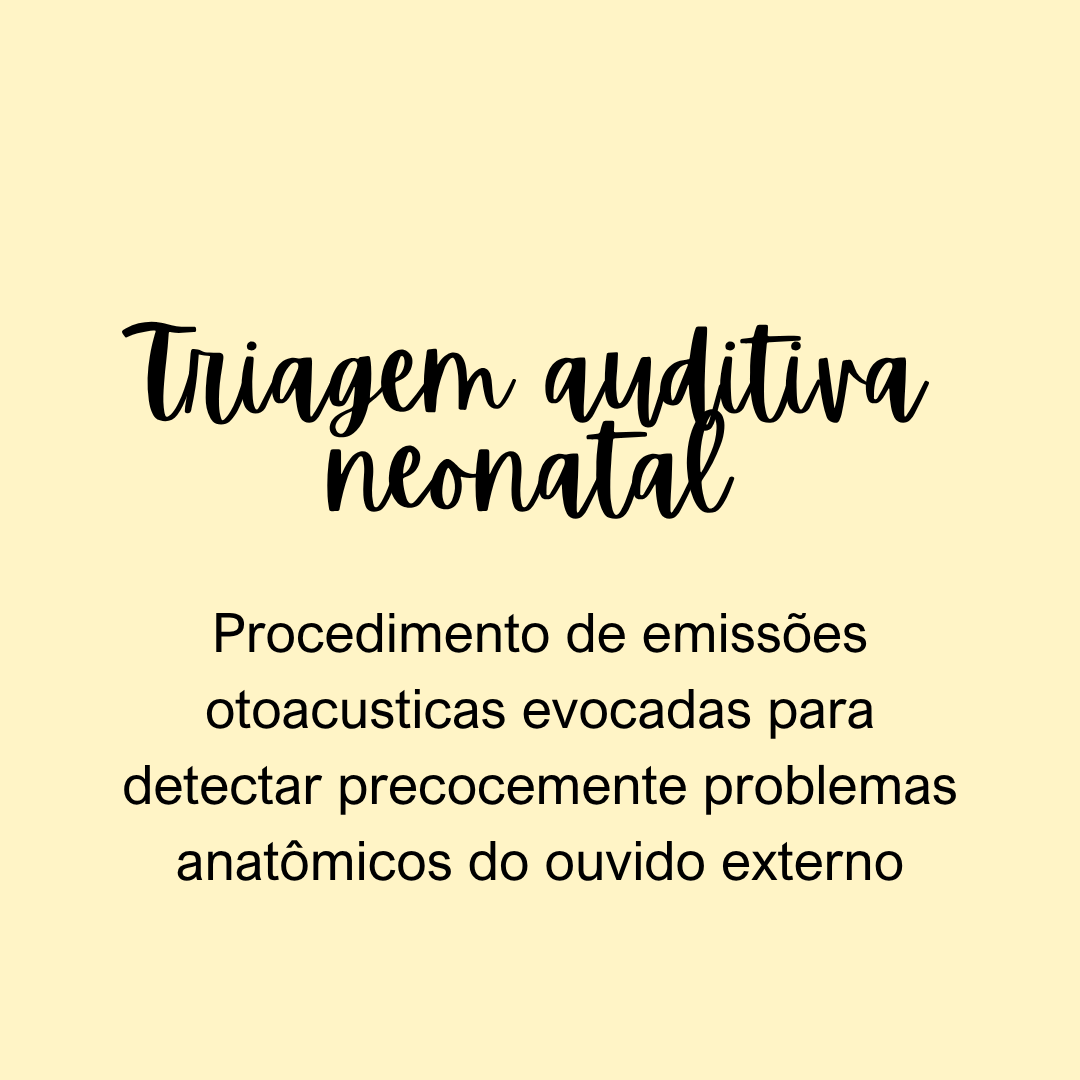 Triagem auditiva
neonatal
Procedimento de emissões
otoacusticas evocadas para
detectar precocemente problemas
anatômicos do ouvido externo